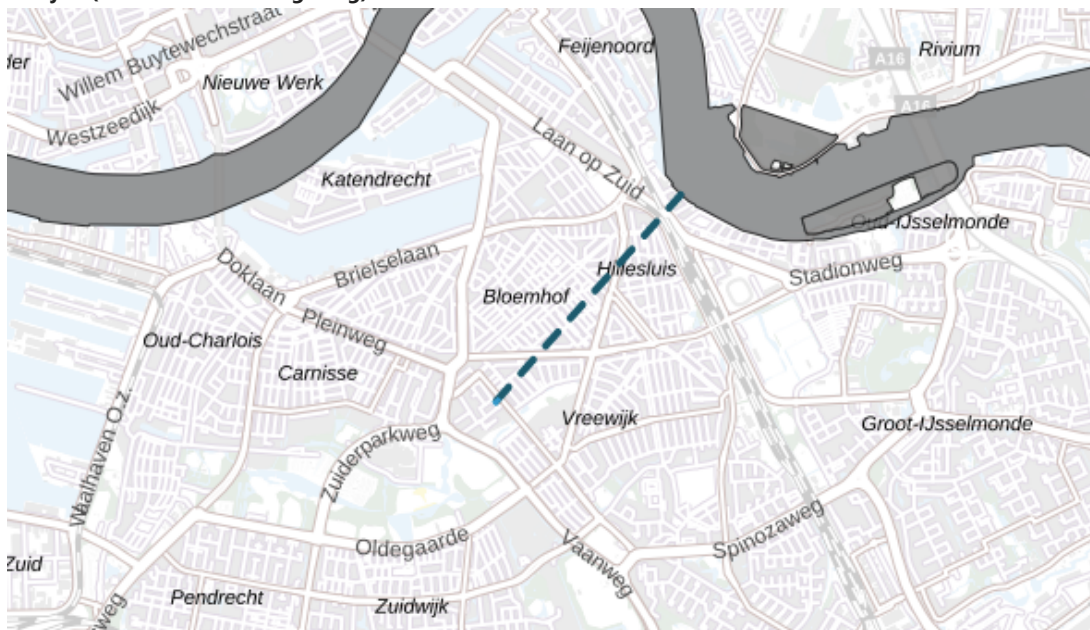 Feijenoord
Rivium
A16
Willem Buytewechstraat
Nieuwe Werk
A16
Westzeedijk
Laan op Zuid
Katendrecht
Oud-IJsselmonde
Doklaan
Brielselaan
Hillesluis
Stadionweg
Bloemhof
Pleinweg
Oud-Charlois
Carnisse
Vreewijk
Groot-IJsselmonde
Waalhaven O.z.
Zuiderparkweg
Spinozaweg
Oldegaarde
Vaanweg
Zuid
Pendrecht
Zuidwijk